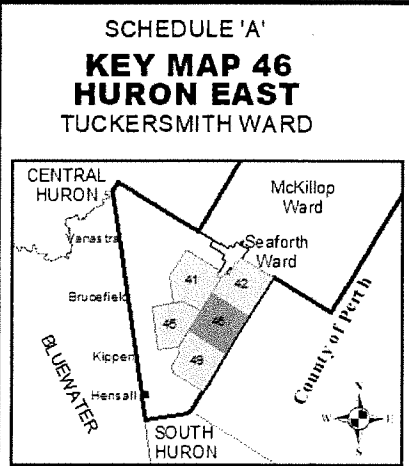 SCHEDULE 'A'
KEY MAP 46
HURON EAST
TUCKERSMITH WARD
CENTRAL
HURON
McKillop
Ward
Vanastra
Seaforth
Ward
41
42
Brucefield
45
46
Kippen
49
Hensall
BLUEWATER
County of Perth
SOUTH
HURON
N
W
E
S